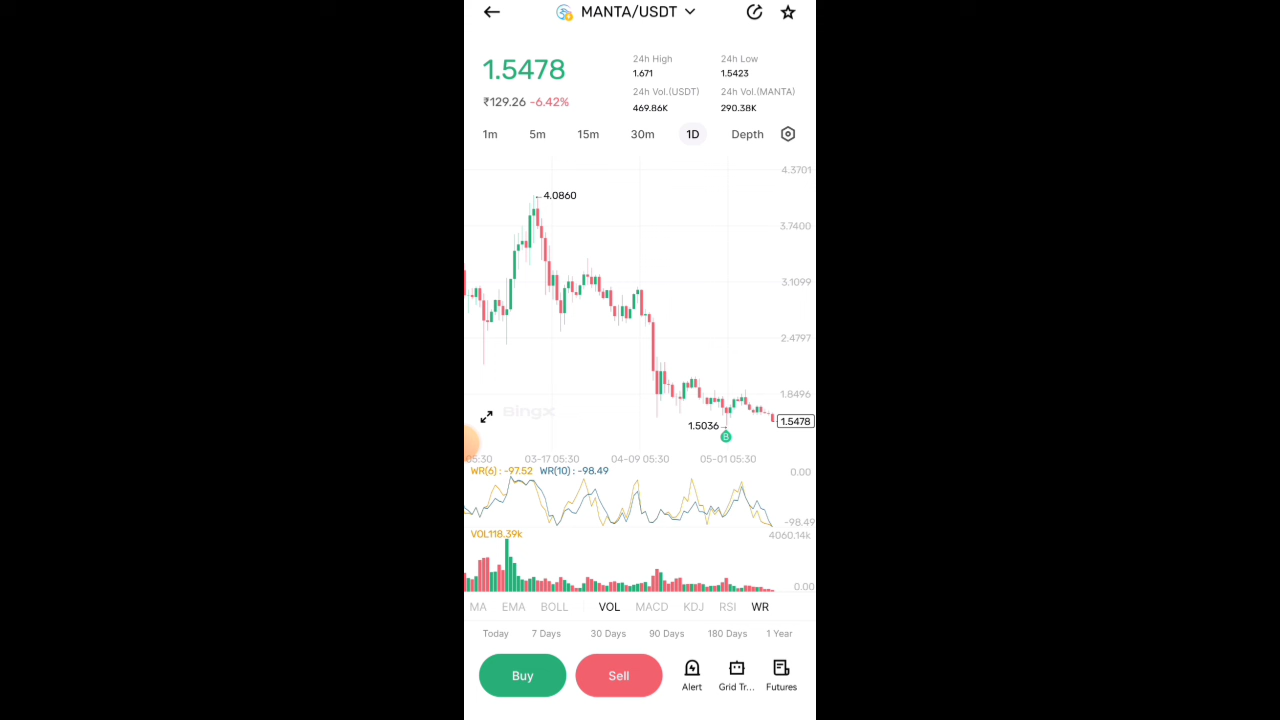 MANTA/USDT
1.5478
₹129.26 -6.42%
24h High
1.671
24h Low
1.5423
24h Vol.(USDT)
469.86K
24h Vol.(MANTA)
290.38K
1m 5m 15m 30m 1D Depth
4.3701
4.0860
3.7400
3.1099
2.4797
1.8496
BingX
1.5036
1.5478
B
05:30 03-17 05:30 04-09 05:30 05-01 05:30
WR(6) : -97.52 WR(10) : -98.49
0.00
-98.49
VOL118.39k
4060.14k
0.00
MA EMA BOLL VOL MACD KDJ RSI WR
Today 7 Days 30 Days 90 Days 180 Days 1 Year
Buy Sell Alert Grid Tr... Futures